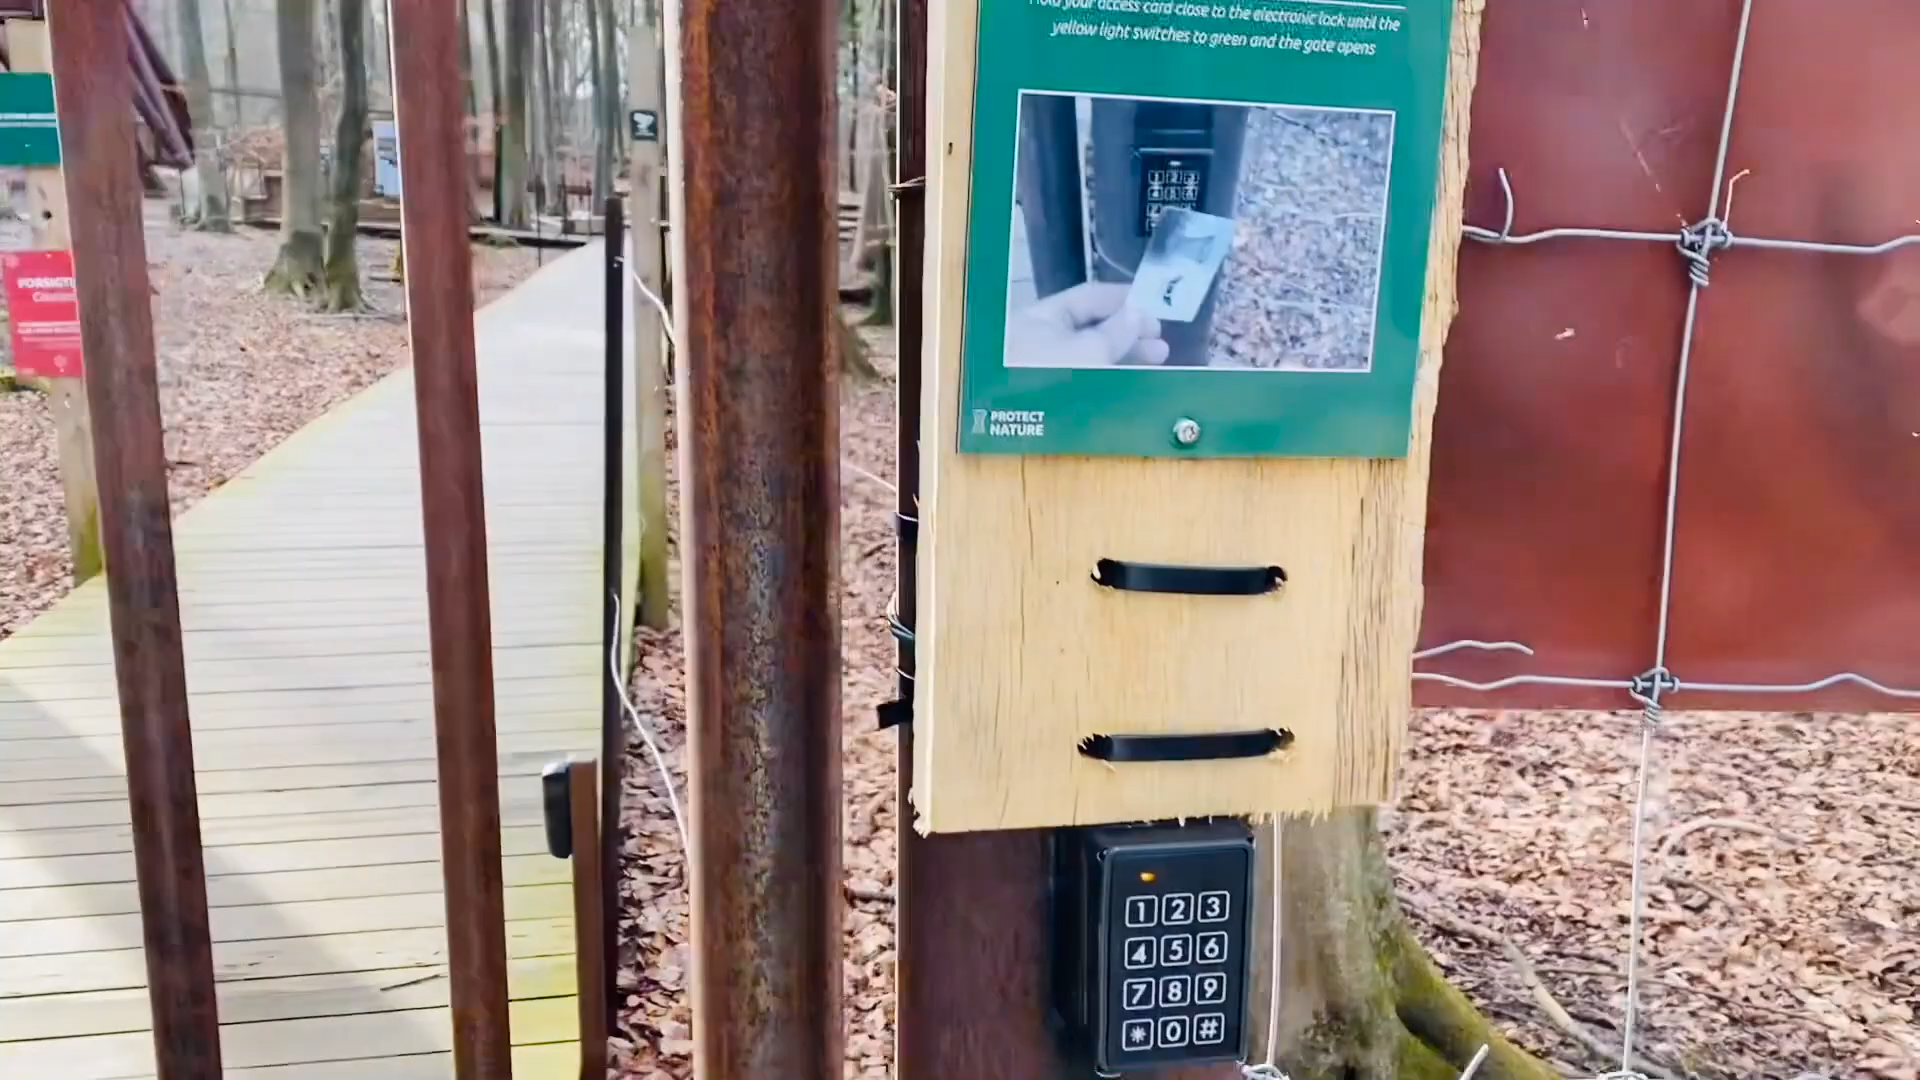 Hold your access card close to the electronic lock until the
yellow light switches to green and the gate opens
PROTECT
NATURE
1 2 3
4 5 6
7 8 9
* 0 #